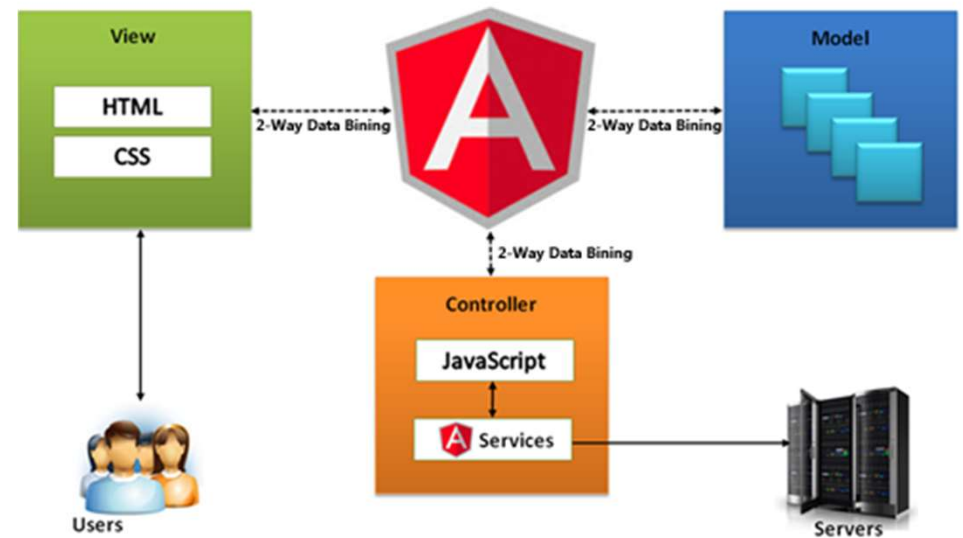 View
HTML
CSS
2-Way Data Bining
A
2-Way Data Bining
Model
2-Way Data Bining
Controller
JavaScript
A Services
Users
Servers